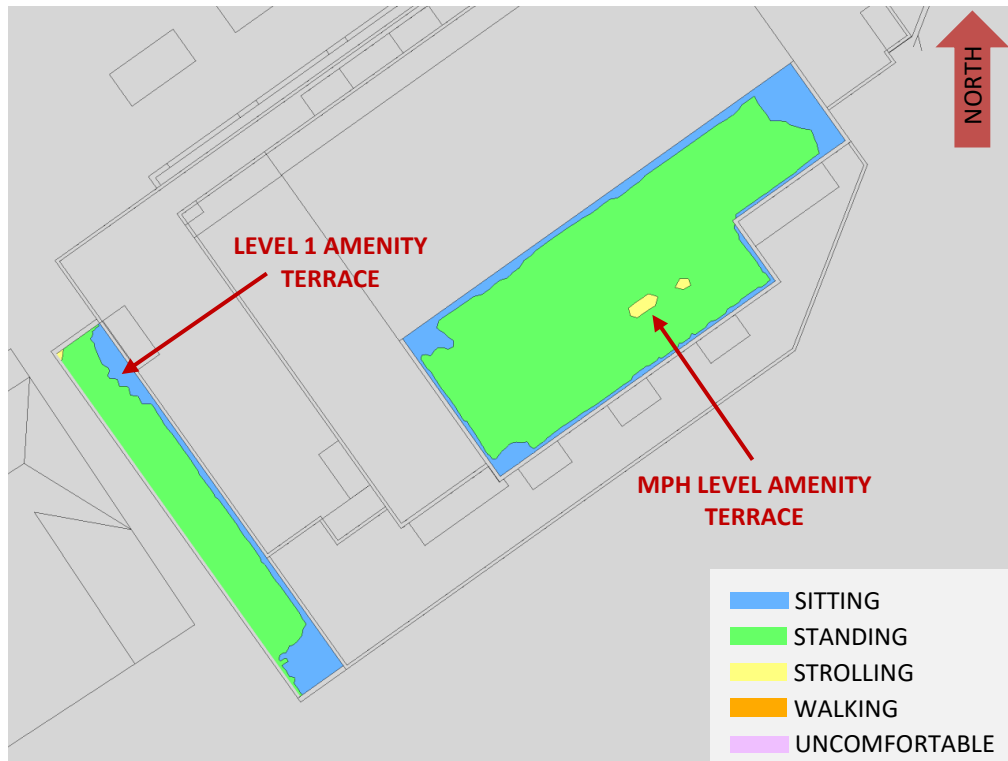 NORTH
LEVEL 1 AMENITY
TERRACE
MPH LEVEL AMENITY
TERRACE
SITTING
STANDING
STROLLING
WALKING
UNCOMFORTABLE